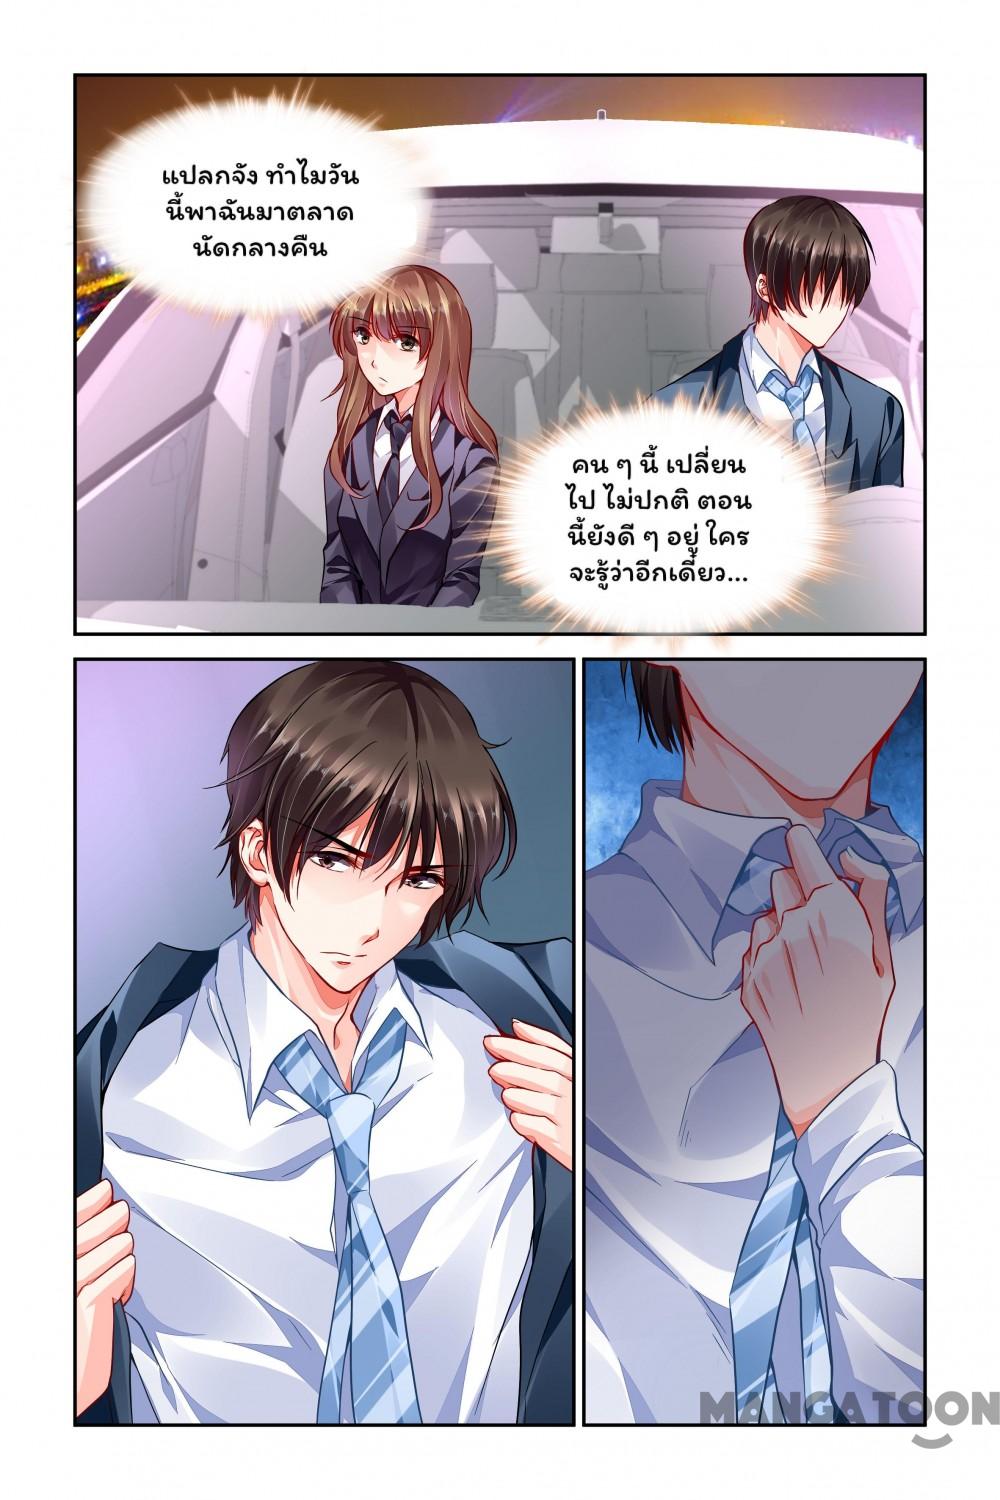 แปลกจัง ทำไมวัน
นี้พาฉันมาตลาด
นัดกลางคืน
คน ๆ นี้ เปลี่ยน
ไป ไม่ปกติ ตอน
นี้ยังดี ๆ อยู่ ใคร
จะรู้ว่าอีกเดี๋ยว...
MANGATOON